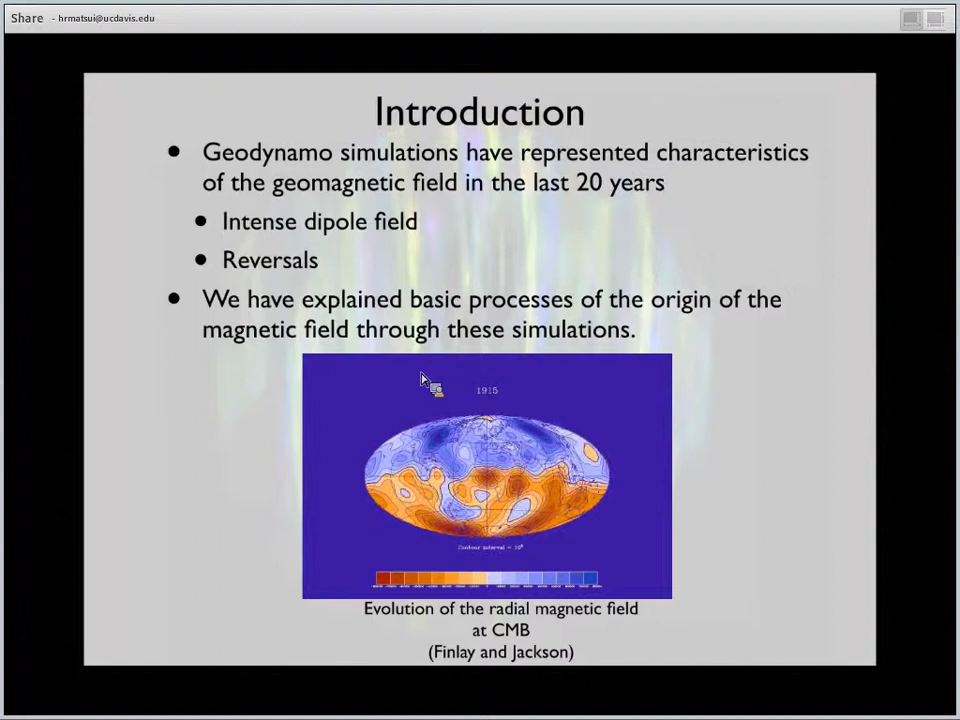 Share - hrmatsui@ucdavis.edu
Introduction
• Geodynamo simulations have represented characteristics
of the geomagnetic field in the last 20 years
• Intense dipole field
• Reversals
• We have explained basic processes of the origin of the
magnetic field through these simulations.
1915
Contour interval = 10⁵
Evolution of the radial magnetic field
at CMB
(Finlay and Jackson)